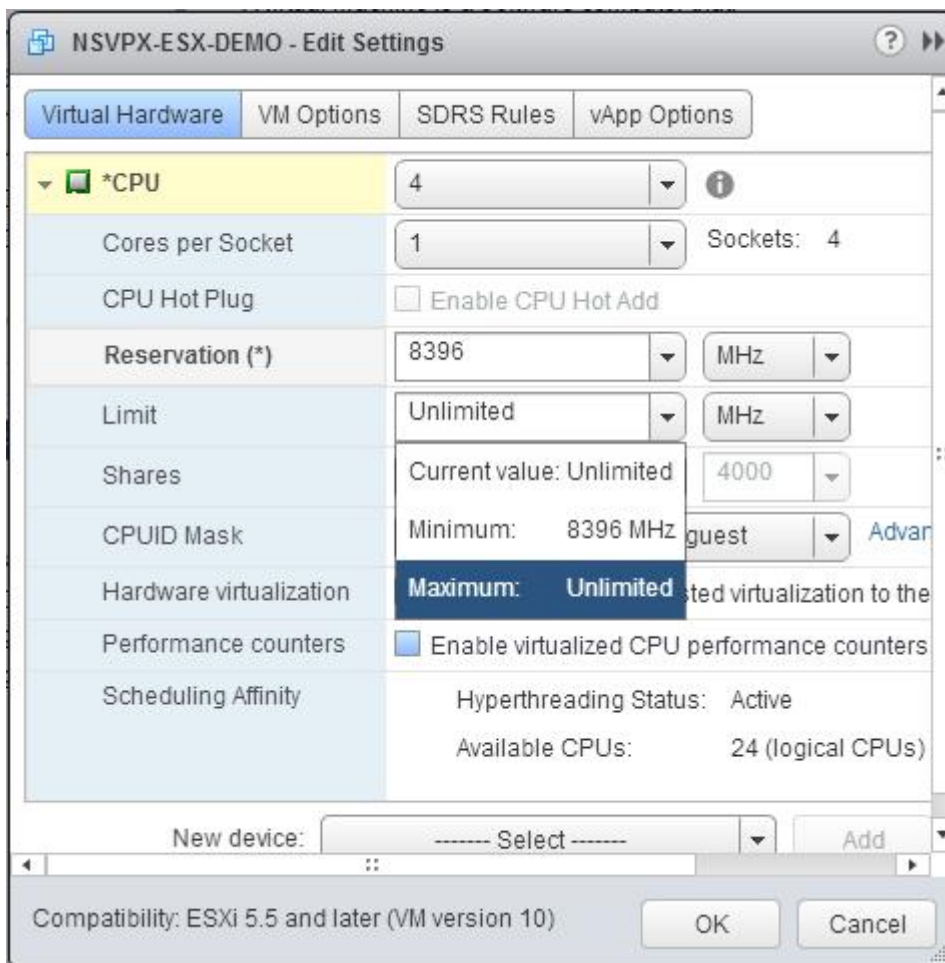 NSVPX-ESX-DEMO - Edit Settings
Virtual Hardware VM Options SDRS Rules vApp Options
*CPU 4
Cores per Socket 1 Sockets: 4
CPU Hot Plug Enable CPU Hot Add
Reservation (*) 8396 MHz
Limit Unlimited MHz
Current value: Unlimited
Shares 4000
Minimum: 8396 MHz
CPUID Mask guest Advan
Maximum: Unlimited
Hardware virtualization sted virtualization to the
Performance counters Enable virtualized CPU performance counters
Scheduling Affinity Hyperthreading Status: Active
Available CPUs: 24 (logical CPUs)
New device: ------- Select ------- Add
Compatibility: ESXi 5.5 and later (VM version 10) OK Cancel